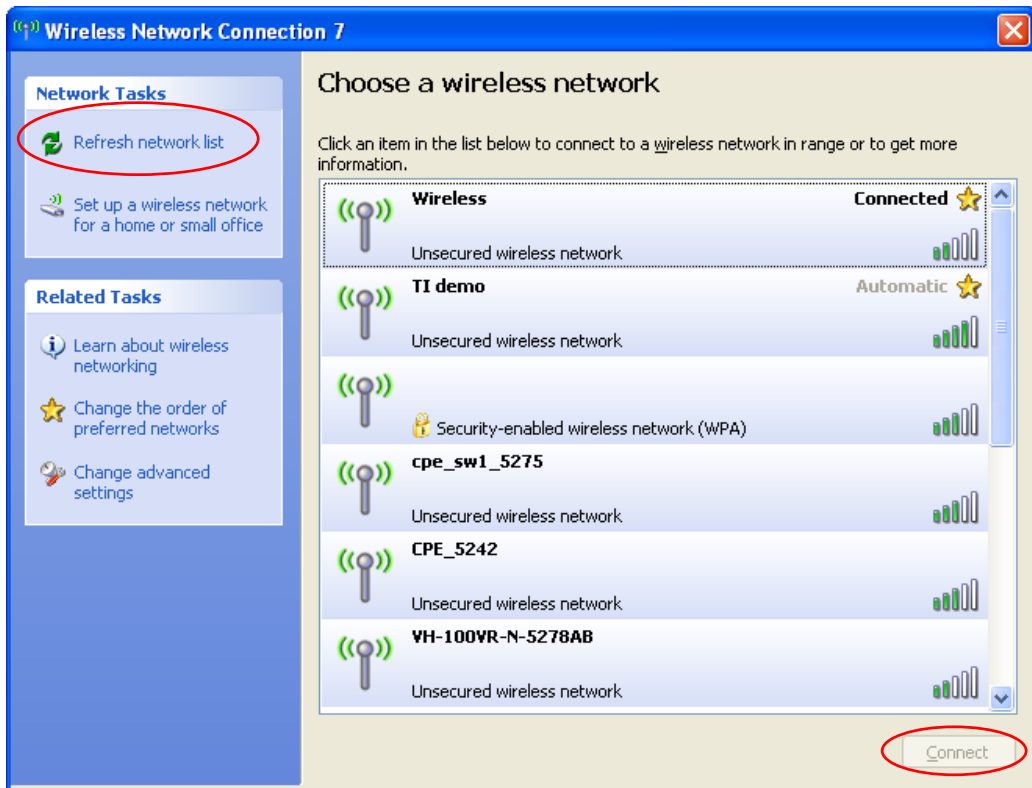 Wireless Network Connection 7
Network Tasks
Refresh network list
Set up a wireless network
for a home or small office
Related Tasks
Learn about wireless
networking
Change the order of
preferred networks
Change advanced
settings
Choose a wireless network
Click an item in the list below to connect to a wireless network in range or to get more
information.
Wireless Connected
Unsecured wireless network
TI demo Automatic
Unsecured wireless network
Security-enabled wireless network (WPA)
cpe_sw1_5275
Unsecured wireless network
CPE_5242
Unsecured wireless network
VH-100VR-N-5278AB
Unsecured wireless network
Connect